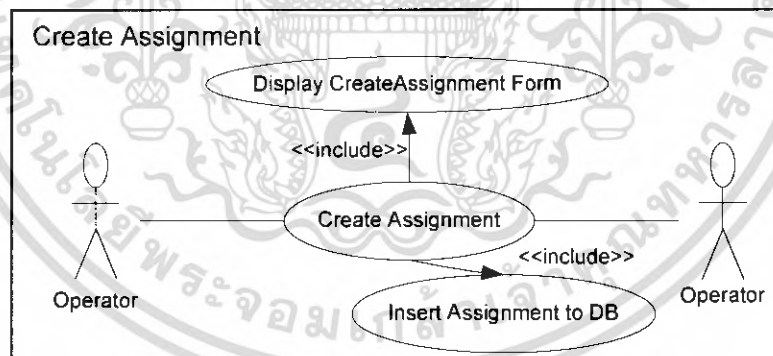 Create Assignment
Display CreateAssignment Form
<<include>>
Create Assignment
<<include>>
Operator
Operator
Insert Assignment to DB